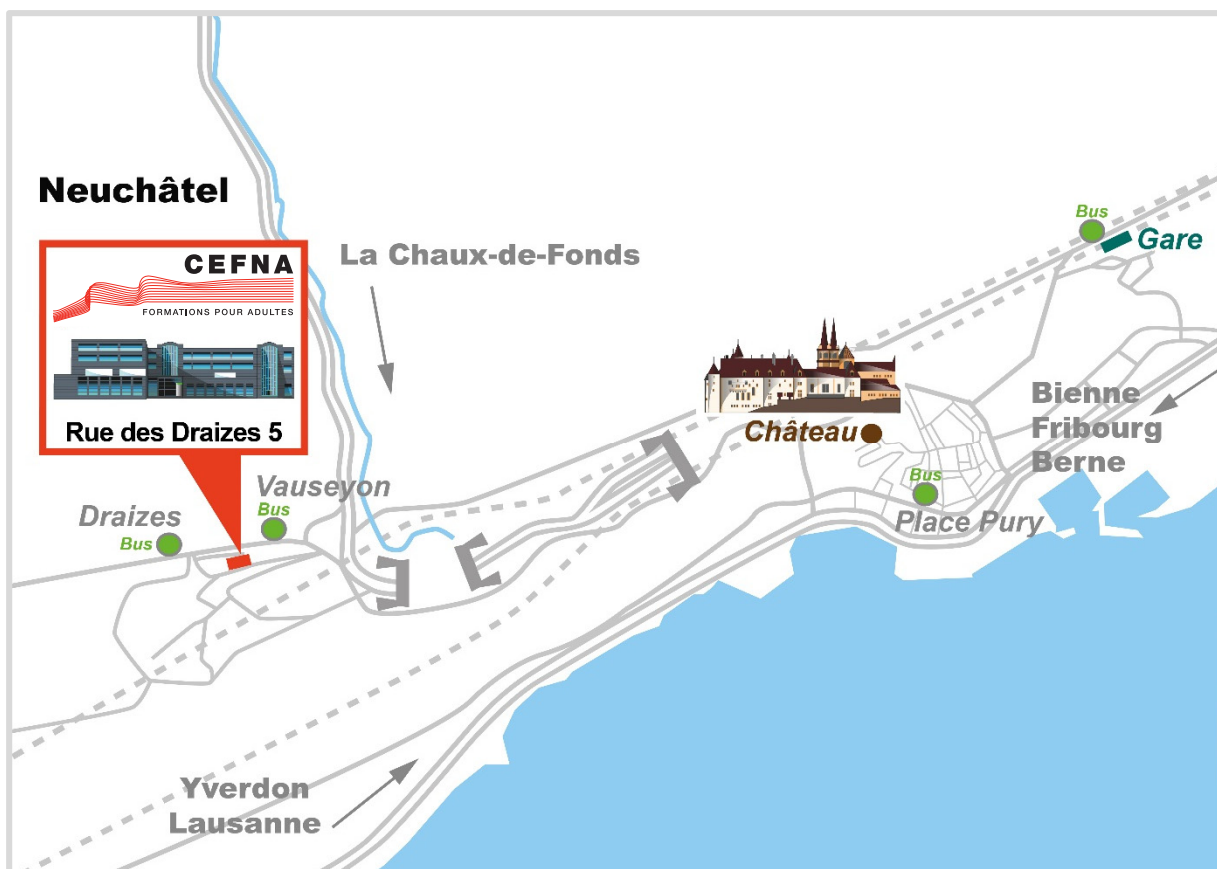 Neuchâtel
CEFNA
FORMATIONS POUR ADULTES
Rue des Draizes 5
La Chaux-de-Fonds
Bus
Gare
Château
Bienne
Fribourg
Berne
Bus
Place Pury
Vauseyon
Bus
Draizes
Bus
Yverdon
Lausanne